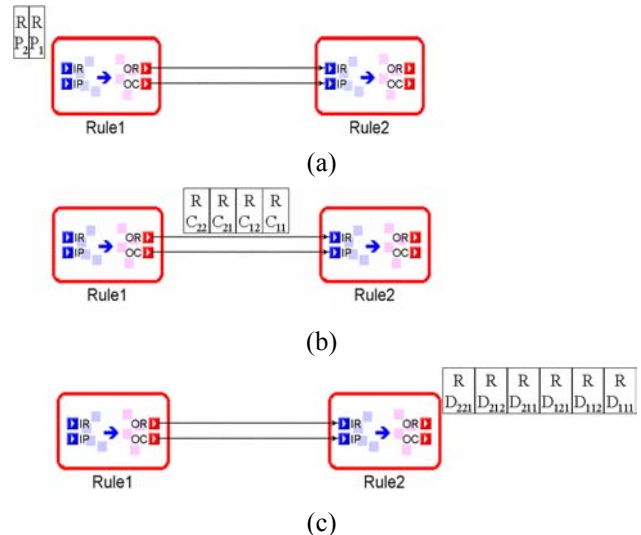 R R
P₂ P₁
IR OR IR OR
IP OC IP OC
Rule1 Rule2
(a)
R R R R
C₂₂ C₂₁ C₁₂ C₁₁
IR OR IR OR
IP OC IP OC
Rule1 Rule2
(b)
R R R R R R
D₂₂₁ D₂₁₂ D₂₁₁ D₁₂₁ D₁₁₂ D₁₁₁
IR OR IR OR
IP OC IP OC
Rule1 Rule2
(c)